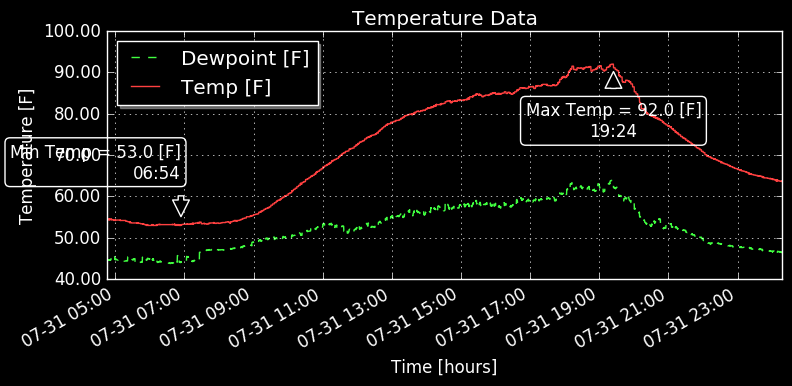 Temperature Data
Temperature [F]
100.00
90.00
80.00
70.00
60.00
50.00
40.00
Dewpoint [F]
Temp [F]
Min Temp = 53.0 [F]
06:54
Max Temp = 92.0 [F]
19:24
07-31 05:00
07-31 07:00
07-31 09:00
07-31 11:00
07-31 13:00
07-31 15:00
07-31 17:00
07-31 19:00
07-31 21:00
07-31 23:00
Time [hours]